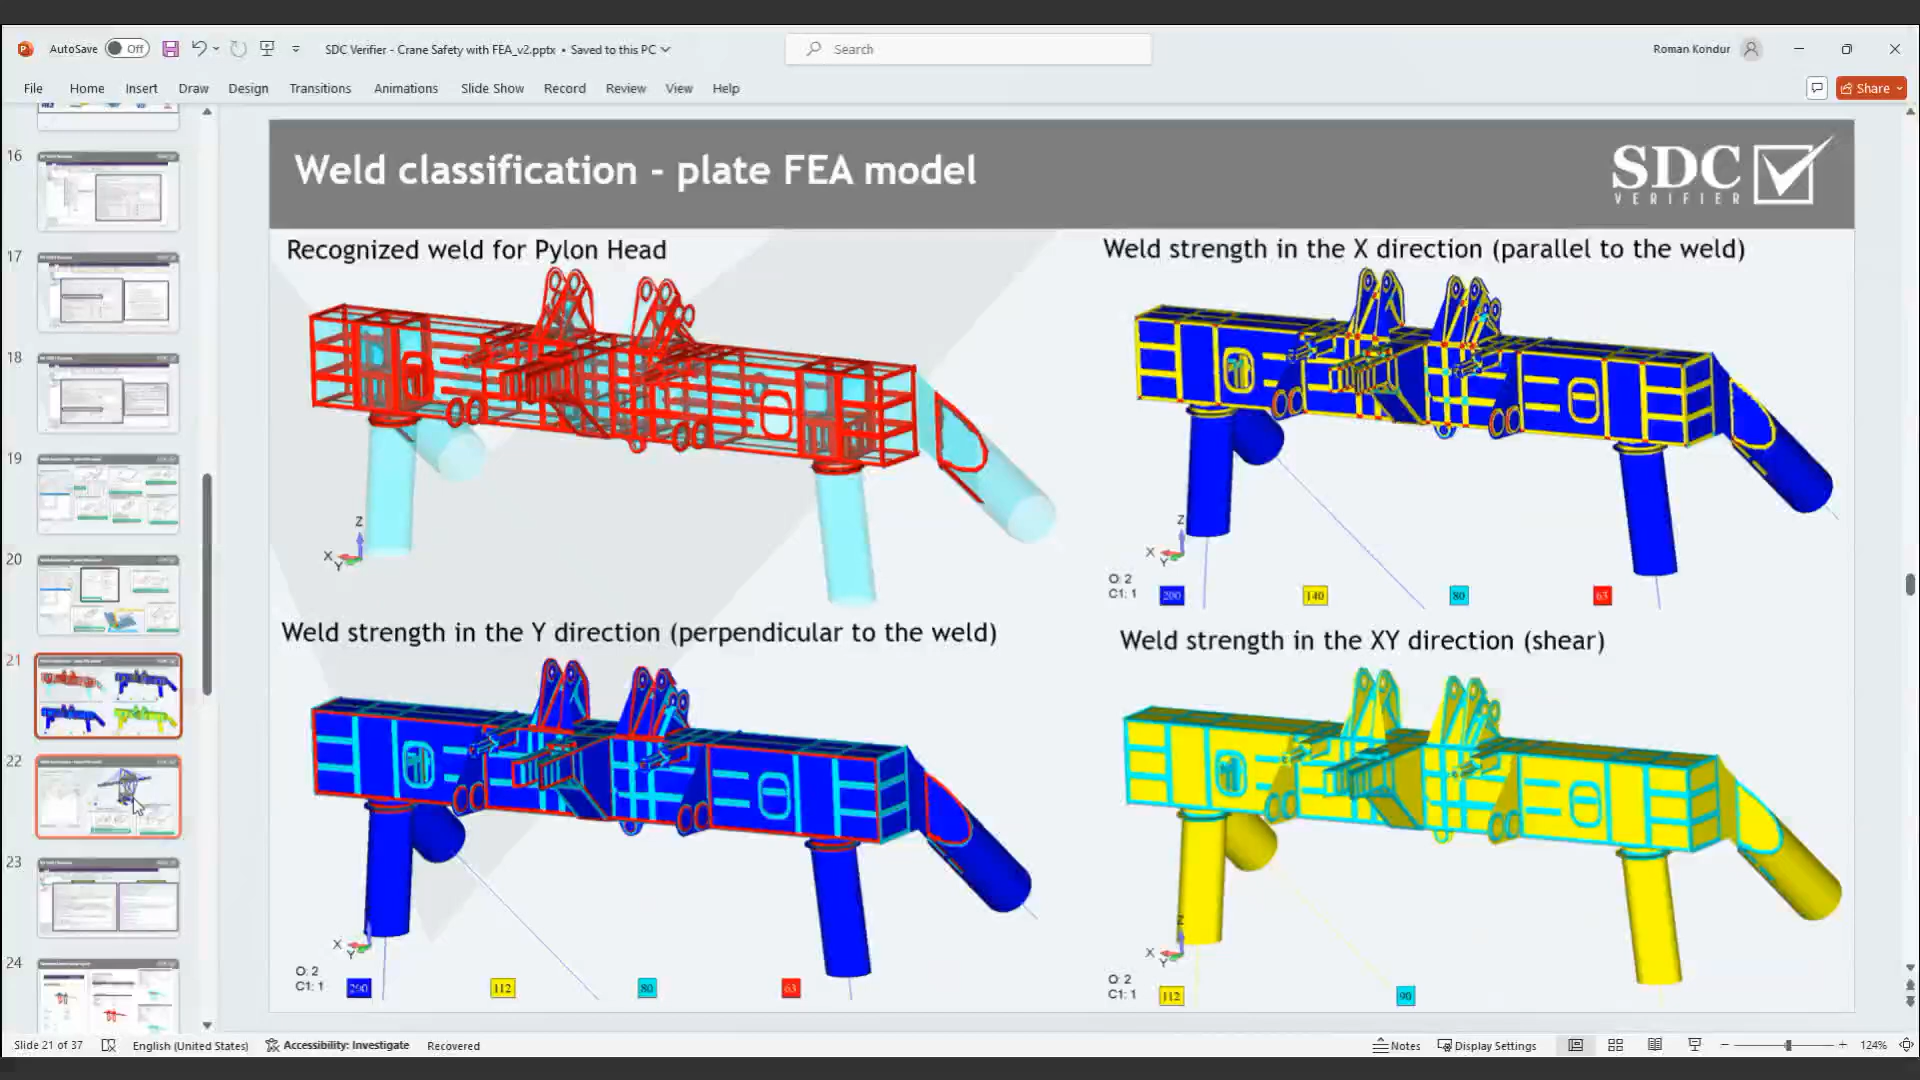 AutoSave Off
SDC Verifier - Crane Safety with FEA_v2.pptx • Saved to this PC
Search
Roman Kondur
File Home Insert Draw Design Transitions Animations Slide Show Record Review View Help
Share
16
17
18
19
20
21
22
23
24
Weld classification - plate FEA model
SDC
VERIFIER
Recognized weld for Pylon Head
Z
X
Y
Weld strength in the X direction (parallel to the weld)
Z
X
Y
O: 2
C1: 1
200 140 80 63
Weld strength in the Y direction (perpendicular to the weld)
X
Y
O: 2
C1: 1
112 80 63
Weld strength in the XY direction (shear)
Z
X
Y
O: 2
C1: 1
112 90
Slide 21 of 37 English (United States) Accessibility: Investigate Recovered Notes Display Settings 124%